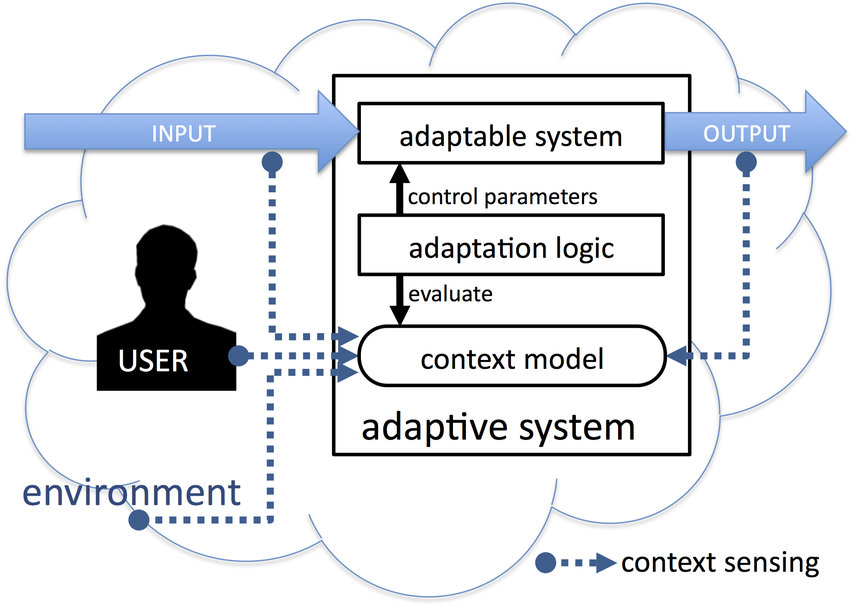 INPUT
adaptable system
OUTPUT
control parameters
adaptation logic
evaluate
USER
context model
adaptive system
environment
context sensing